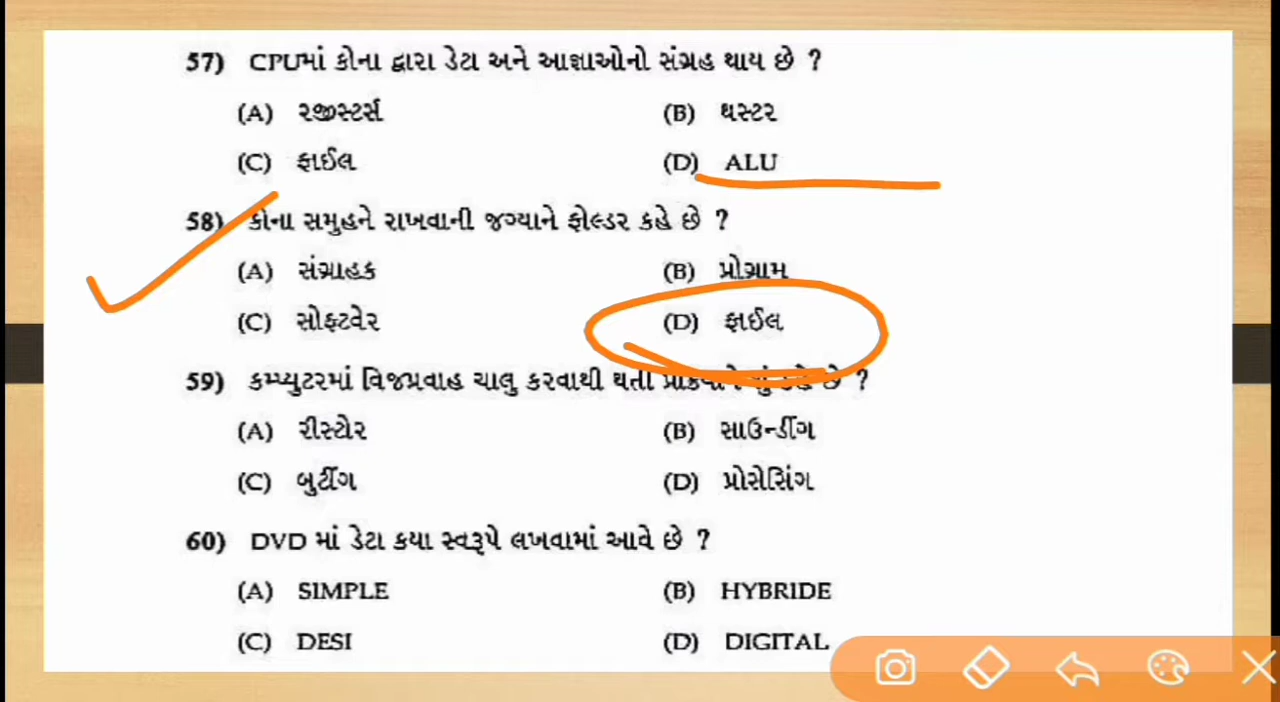 57) CPUમાં કોના દ્વારા ડેટા અને આજ્ઞાઓનો સંગ્રહ થાય છે ?
(A) રજીસ્ટર્સ (B) થસ્ટર
(C) ફાઈલ (D) ALU
58) કોના સમુહને રાખવાની જગ્યાને ફોલ્ડર કહે છે ?
(A) સંગ્રાહક (B) પ્રોગ્રામ
(C) સોફ્ટવેર (D) ફાઈલ
59) કમ્પ્યુટરમાં વિજપ્રવાહ ચાલુ કરવાથી થતી છે ?
(A) રીસ્ટોર (B) સાઉન્ડીંગ
(C) બુટીંગ (D) પ્રોસેસિંગ
60) DVD માં ડેટા કયા સ્વરૂપે લખવામાં આવે છે ?
(A) SIMPLE (B) HYBRIDE
(C) DESI (D) DIGITAL